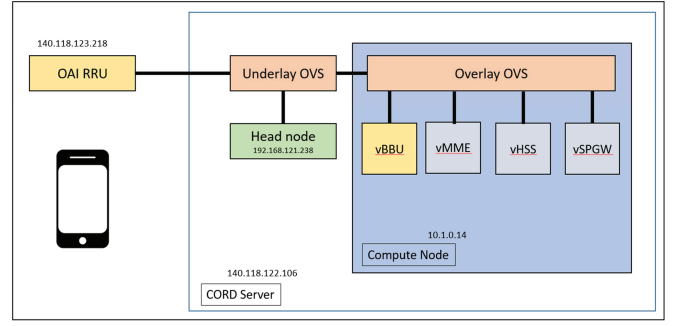 140.118.123.218
OAI RRU
Underlay OVS
Overlay OVS
Head node
192.168.121.238
vBBU
vMME
vHSS
vSPGW
10.1.0.14
Compute Node
140.118.122.106
CORD Server